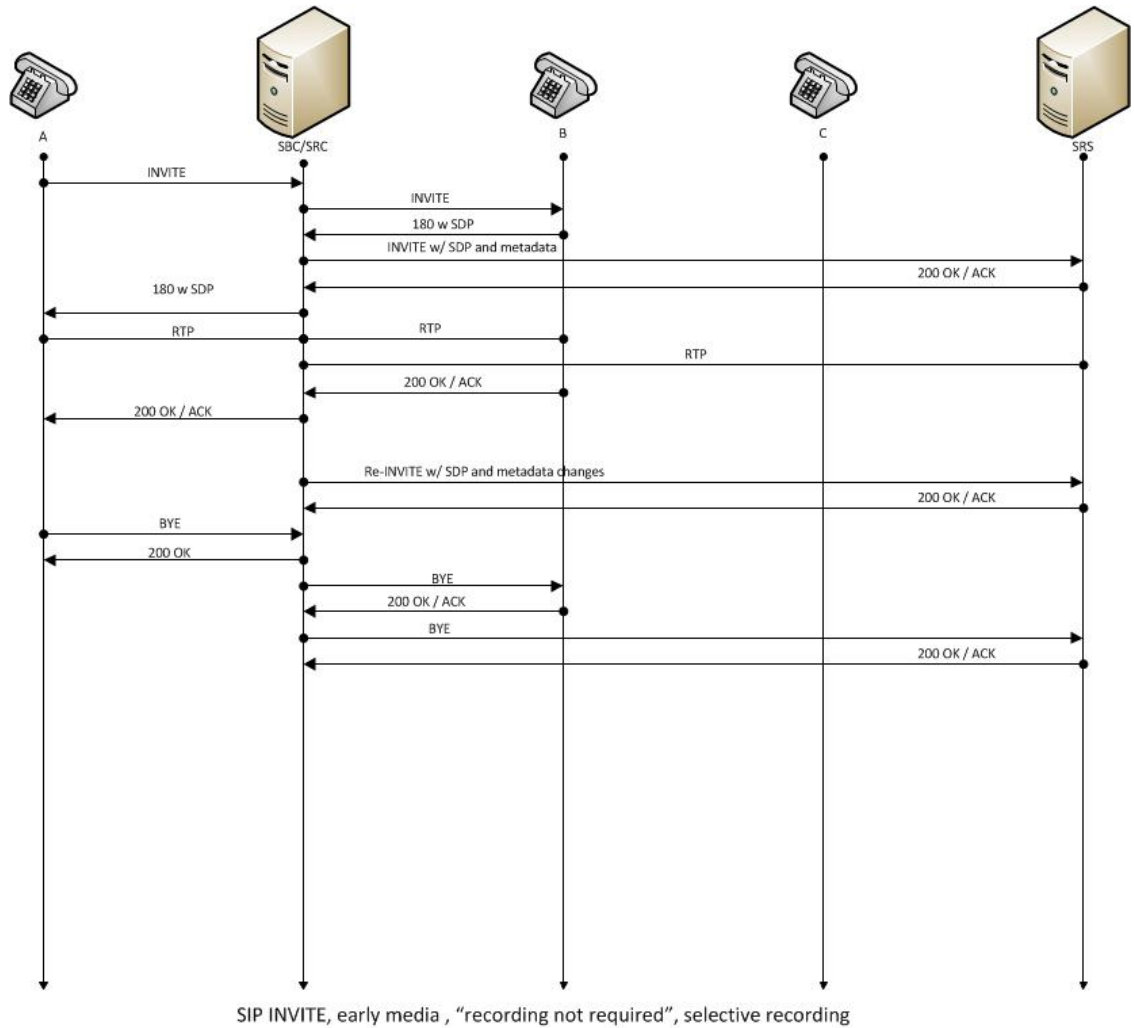 A
SBC/SRC
B
C
SRS
INVITE
INVITE
180 w SDP
INVITE w/ SDP and metadata
200 OK / ACK
180 w SDP
RTP
RTP
RTP
200 OK / ACK
200 OK / ACK
Re-INVITE w/ SDP and metadata changes
200 OK / ACK
BYE
200 OK
BYE
200 OK / ACK
BYE
200 OK / ACK
SIP INVITE, early media , “recording not required”, selective recording